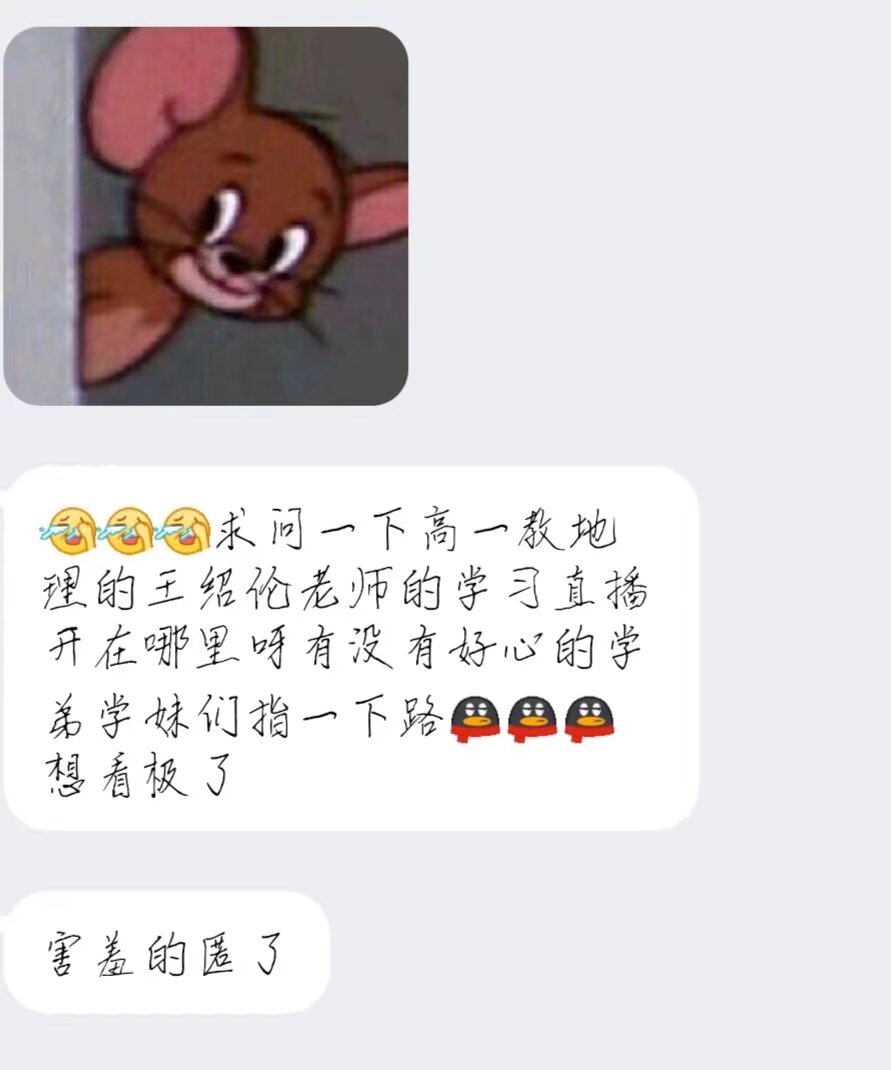 求问一下高一教地
理的王绍伦老师的学习直播
开在哪里呀有没有好心的学
弟学妹们指一下路
想看极了
害羞的匿了